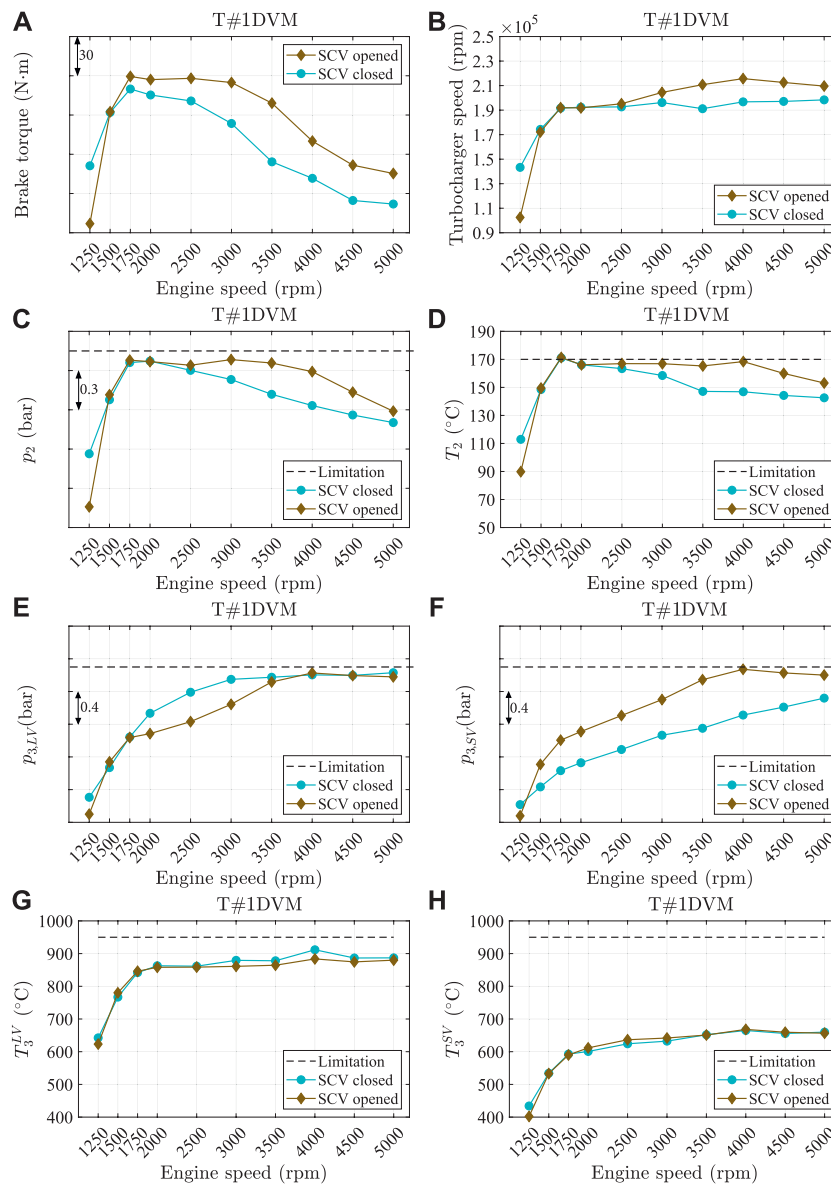 A
T#1DVM
30
SCV opened
SCV closed
Brake torque (N·m)
1250
1500
1750
2000
2500
3000
3500
4000
4500
5000
Engine speed (rpm)
B
T#1DVM
×10⁵
2.5
2.3
2.1
1.9
1.7
1.5
1.3
1.1
0.9
Turbocharger speed (rpm)
SCV opened
SCV closed
1250
1500
1750
2000
2500
3000
3500
4000
4500
5000
Engine speed (rpm)
C
T#1DVM
0.3
p₂ (bar)
Limitation
SCV closed
SCV opened
1250
1500
1750
2000
2500
3000
3500
4000
4500
5000
Engine speed (rpm)
D
T#1DVM
190
170
150
130
110
90
70
50
T₂ (°C)
Limitation
SCV closed
SCV opened
1250
1500
1750
2000
2500
3000
3500
4000
4500
5000
Engine speed (rpm)
E
T#1DVM
0.4
p3,LV(bar)
Limitation
SCV closed
SCV opened
1250
1500
1750
2000
2500
3000
3500
4000
4500
5000
Engine speed (rpm)
F
T#1DVM
0.4
p3,SV(bar)
Limitation
SCV closed
SCV opened
1250
1500
1750
2000
2500
3000
3500
4000
4500
5000
Engine speed (rpm)
G
T#1DVM
1000
900
800
700
600
500
400
T₃^LV (°C)
Limitation
SCV closed
SCV opened
1250
1500
1750
2000
2500
3000
3500
4000
4500
5000
Engine speed (rpm)
H
T#1DVM
1000
900
800
700
600
500
400
T₃^SV (°C)
Limitation
SCV closed
SCV opened
1250
1500
1750
2000
2500
3000
3500
4000
4500
5000
Engine speed (rpm)